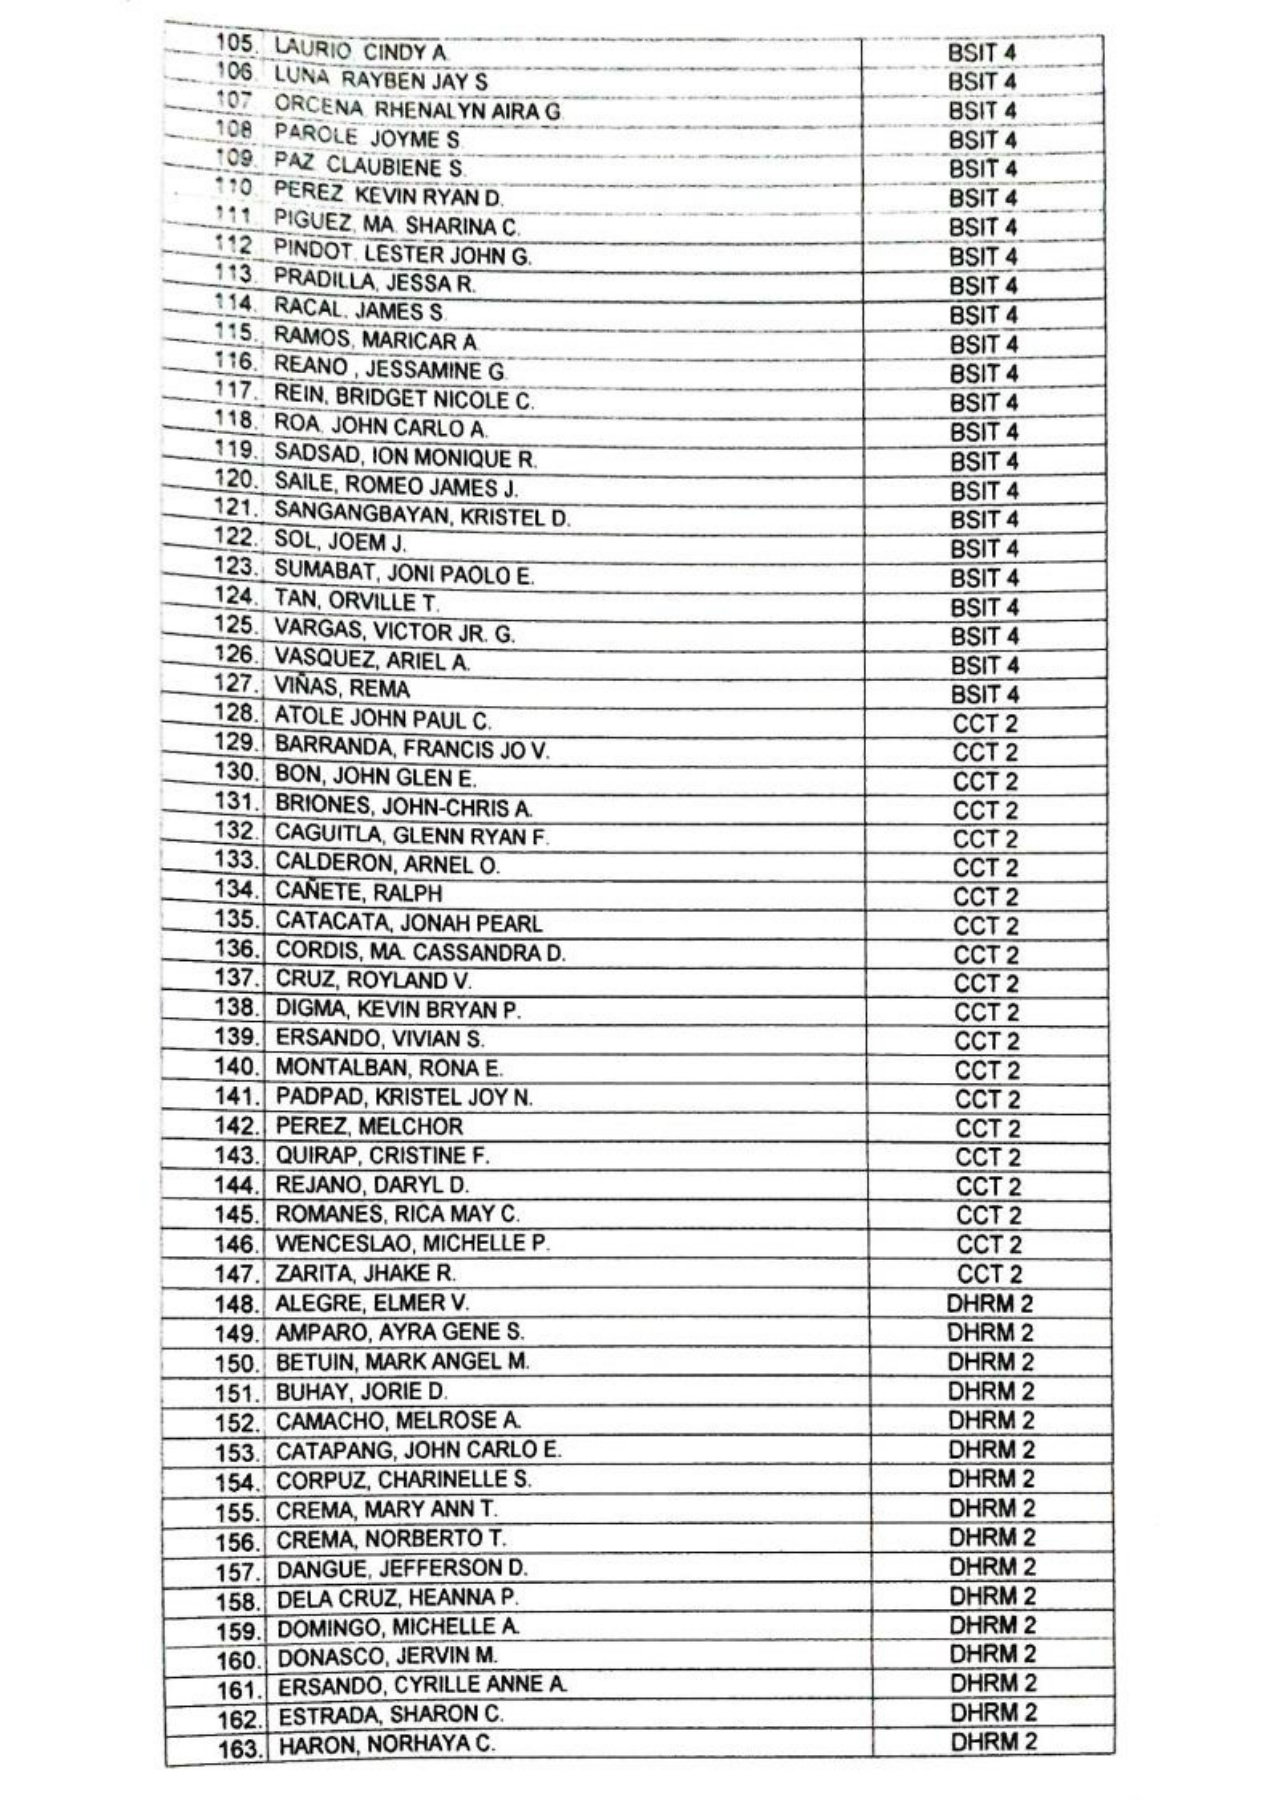 105. LAURIO CINDY A. BSIT 4
106. LUNA RAYBEN JAY S BSIT 4
107 ORCENA, RHENALYN AIRA G. BSIT 4
108 PAROLE JOYME S. BSIT 4
109. PAZ CLAUBIENE S. BSIT 4
110. PEREZ KEVIN RYAN D. BSIT 4
111. PIGUEZ, MA. SHARINA C. BSIT 4
112. PINDOT, LESTER JOHN G. BSIT 4
113. PRADILLA, JESSA R. BSIT 4
114. RACAL, JAMES S. BSIT 4
115. RAMOS, MARICAR A. BSIT 4
116. REANO , JESSAMINE G. BSIT 4
117. REIN, BRIDGET NICOLE C. BSIT 4
118. ROA, JOHN CARLO A. BSIT 4
119. SADSAD, ION MONIQUE R. BSIT 4
120. SAILE, ROMEO JAMES J. BSIT 4
121. SANGANGBAYAN, KRISTEL D. BSIT 4
122. SOL, JOEM J. BSIT 4
123. SUMABAT, JONI PAOLO E. BSIT 4
124. TAN, ORVILLE T. BSIT 4
125. VARGAS, VICTOR JR. G. BSIT 4
126. VASQUEZ, ARIEL A. BSIT 4
127. VIÑAS, REMA BSIT 4
128. ATOLE JOHN PAUL C. CCT 2
129. BARRANDA, FRANCIS JO V. CCT 2
130. BON, JOHN GLEN E. CCT 2
131. BRIONES, JOHN-CHRIS A. CCT 2
132. CAGUITLA, GLENN RYAN F. CCT 2
133. CALDERON, ARNEL O. CCT 2
134. CAÑETE, RALPH CCT 2
135. CATACATA, JONAH PEARL CCT 2
136. CORDIS, MA. CASSANDRA D. CCT 2
137. CRUZ, ROYLAND V. CCT 2
138. DIGMA, KEVIN BRYAN P. CCT 2
139. ERSANDO, VIVIAN S. CCT 2
140. MONTALBAN, RONA E. CCT 2
141. PADPAD, KRISTEL JOY N. CCT 2
142. PEREZ, MELCHOR CCT 2
143. QUIRAP, CRISTINE F. CCT 2
144. REJANO, DARYL D. CCT 2
145. ROMANES, RICA MAY C. CCT 2
146. WENCESLAO, MICHELLE P. CCT 2
147. ZARITA, JHAKE R. CCT 2
148. ALEGRE, ELMER V. DHRM 2
149. AMPARO, AYRA GENE S. DHRM 2
150. BETUIN, MARK ANGEL M. DHRM 2
151. BUHAY, JORIE D. DHRM 2
152. CAMACHO, MELROSE A. DHRM 2
153. CATAPANG, JOHN CARLO E. DHRM 2
154. CORPUZ, CHARINELLE S. DHRM 2
155. CREMA, MARY ANN T. DHRM 2
156. CREMA, NORBERTO T. DHRM 2
157. DANGUE, JEFFERSON D. DHRM 2
158. DELA CRUZ, HEANNA P. DHRM 2
159. DOMINGO, MICHELLE A. DHRM 2
160. DONASCO, JERVIN M. DHRM 2
161. ERSANDO, CYRILLE ANNE A. DHRM 2
162. ESTRADA, SHARON C. DHRM 2
163. HARON, NORHAYA C. DHRM 2